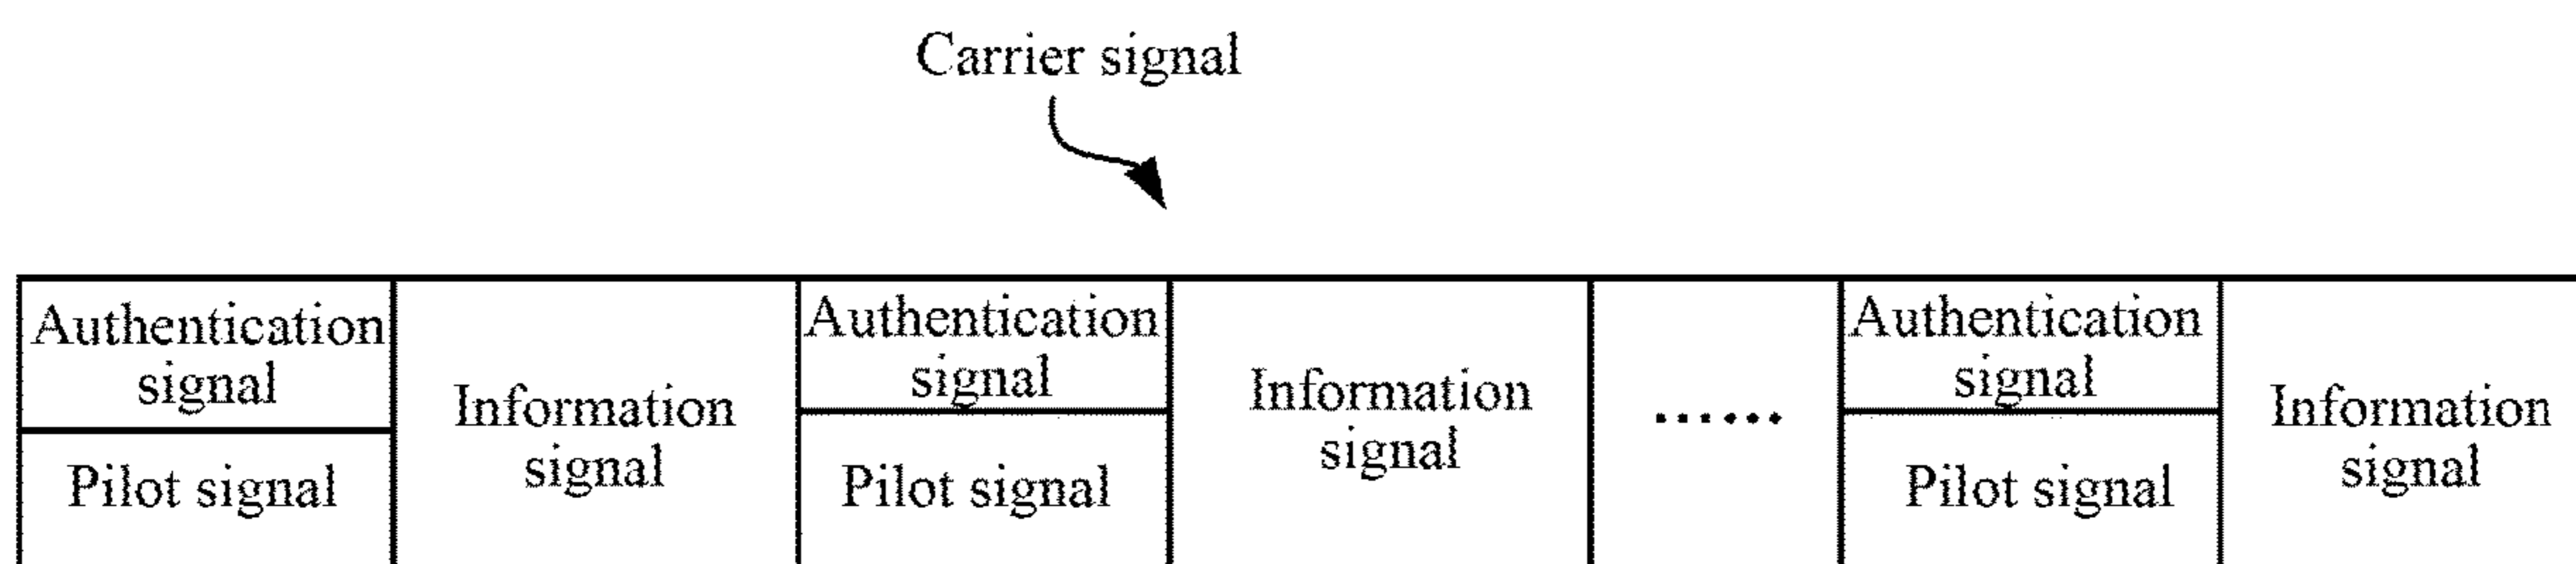 Carrier signal
Authentication
signal
Pilot signal
Information
signal
Authentication
signal
Pilot signal
Information
signal
......
Authentication
signal
Pilot signal
Information
signal